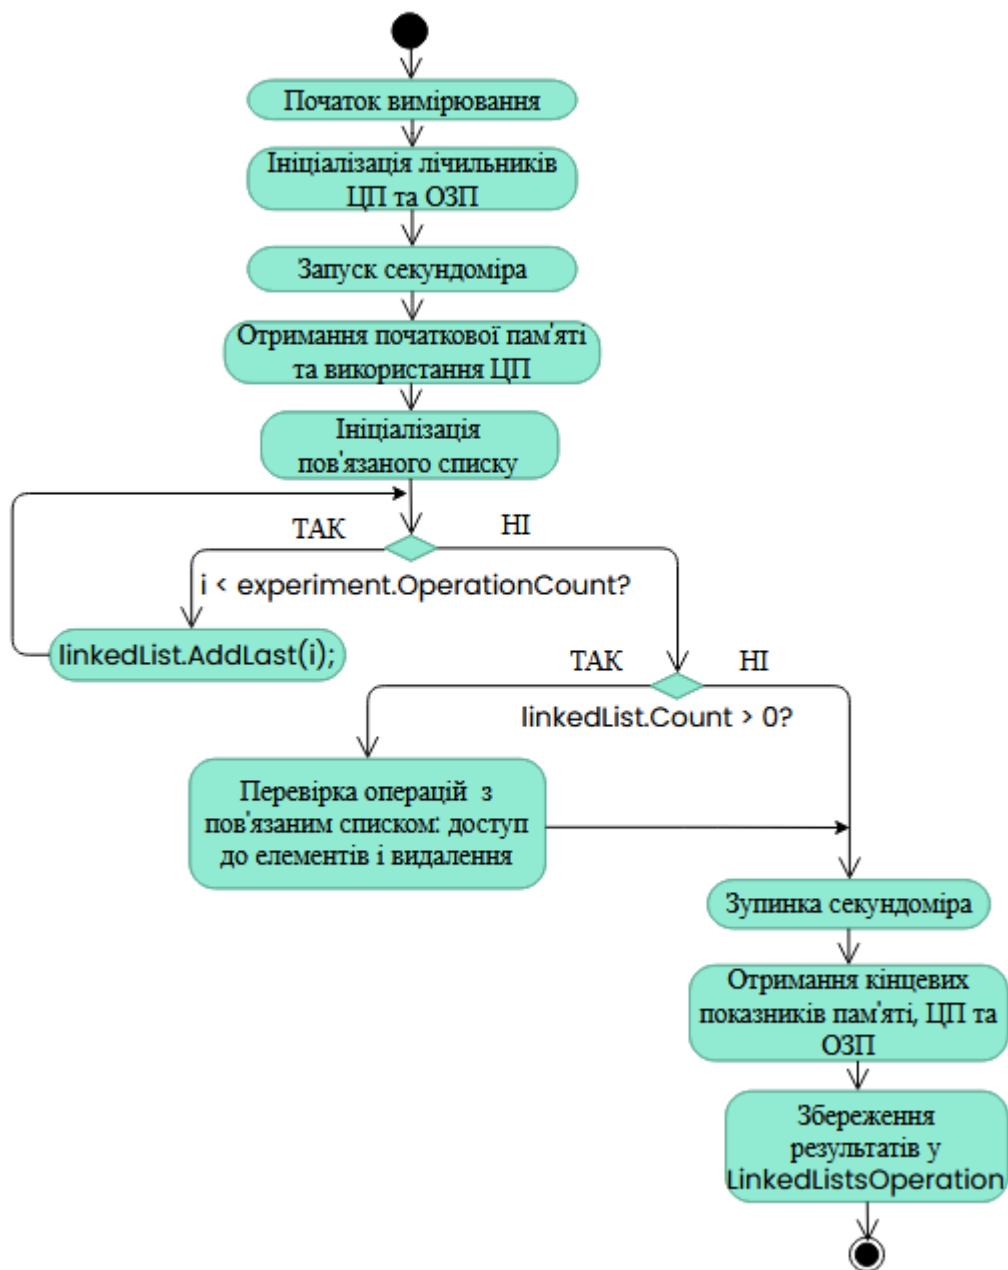 Початок вимірювання
Ініціалізація лічильників
ЦП та ОЗП
Запуск секундоміра
Отримання початкової пам'яті
та використання ЦП
Ініціалізація
пов'язаного списку
ТАК
НІ
i < experiment.OperationCount?
linkedList.AddLast(i);
ТАК
НІ
linkedList.Count > 0?
Перевірка операцій з
пов'язаним списком: доступ
до елементів і видалення
Зупинка секундоміра
Отримання кінцевих
показників пам'яті, ЦП та
ОЗП
Збереження
результатів у
LinkedListsOperation